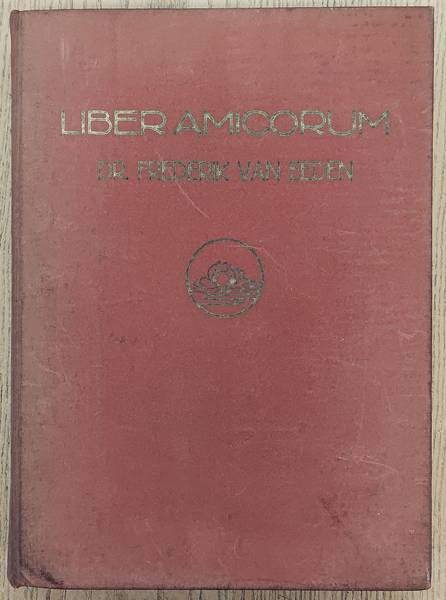 LIBER AMICORUM
DR. FREDERIK VAN EEDEN